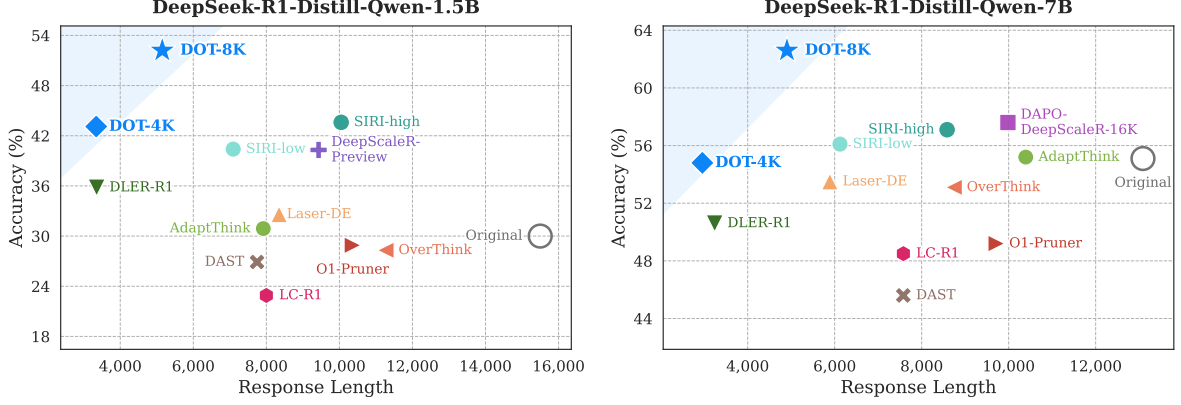 DeepSeek-R1-Distill-Qwen-1.5B
54
48
42
36
30
24
18
Accuracy (%)
DOT-8K
DOT-4K
SIRI-high
SIRI-low
DeepScaleR-
Preview
DLER-R1
Laser-DE
AdaptThink
Original
OverThink
DAST
O1-Pruner
LC-R1
4,000
6,000
8,000
10,000
12,000
14,000
16,000
Response Length
DeepSeek-R1-Distill-Qwen-7B
64
60
56
52
48
44
Accuracy (%)
DOT-8K
DAPO-
DeepScaleR-16K
SIRI-high
SIRI-low
AdaptThink
DOT-4K
Laser-DE
OverThink
Original
DLER-R1
O1-Pruner
LC-R1
DAST
4,000
6,000
8,000
10,000
12,000
Response Length